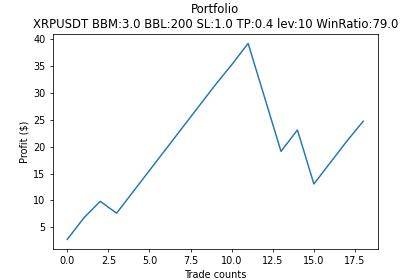 Portfolio
XRPUSDT BBM:3.0 BBL:200 SL:1.0 TP:0.4 lev:10 WinRatio:79.0
40
35
30
25
20
15
10
5
Profit ($)
0.0 2.5 5.0 7.5 10.0 12.5 15.0 17.5
Trade counts